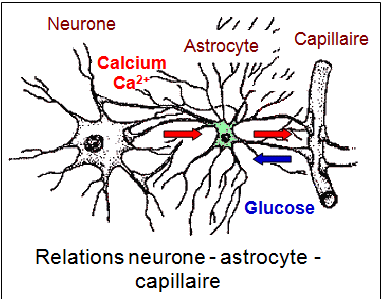 Neurone
Astrocyte
Capillaire
Calcium
Ca²⁺
Glucose
Relations neurone - astrocyte -
capillaire